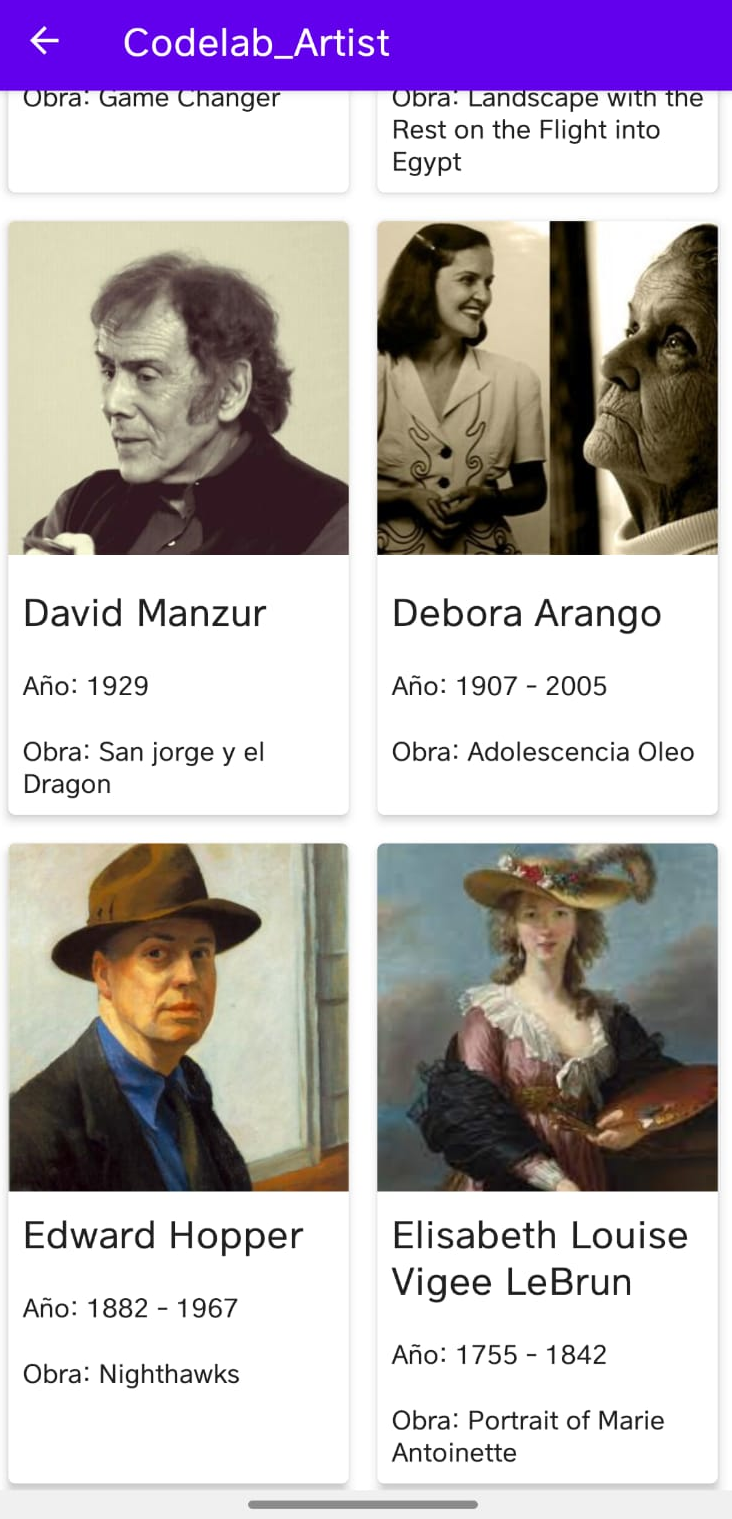 Codelab_Artist
Obra: Game Changer
Obra: Landscape with the
Rest on the Flight into
Egypt
David Manzur
Año: 1929
Obra: San jorge y el
Dragon
Debora Arango
Año: 1907 - 2005
Obra: Adolescencia Oleo
Edward Hopper
Año: 1882 - 1967
Obra: Nighthawks
Elisabeth Louise
Vigee LeBrun
Año: 1755 - 1842
Obra: Portrait of Marie
Antoinette